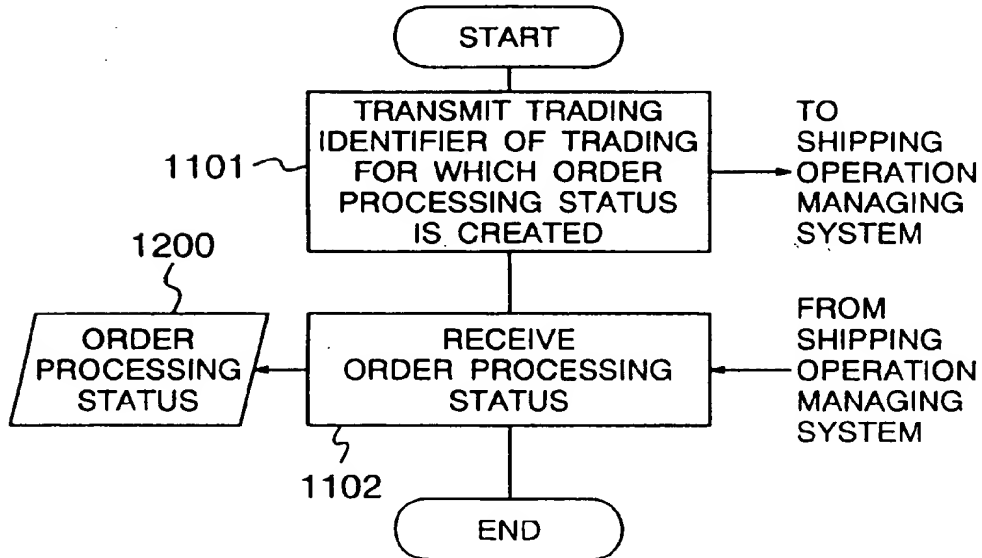 START
TRANSMIT TRADING
IDENTIFIER OF TRADING
FOR WHICH ORDER
PROCESSING STATUS
IS CREATED
1101
TO
SHIPPING
OPERATION
MANAGING
SYSTEM
1200
ORDER
PROCESSING
STATUS
RECEIVE
ORDER PROCESSING
STATUS
FROM
SHIPPING
OPERATION
MANAGING
SYSTEM
1102
END